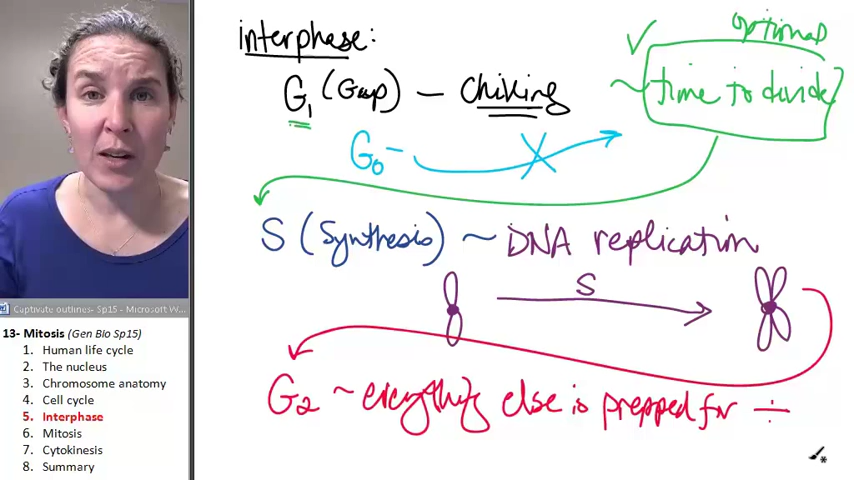 interphase:
optional
G1 (Gap) – chilling
~ time to divide
G0 –
S (Synthesis) ~ DNA replication
S
G2 ~ everything else is prepped for ÷
Captivate outlines- Sp15 - Microsoft W...
13- Mitosis (Gen Bio Sp15)
1. Human life cycle
2. The nucleus
3. Chromosome anatomy
4. Cell cycle
5. Interphase
6. Mitosis
7. Cytokinesis
8. Summary